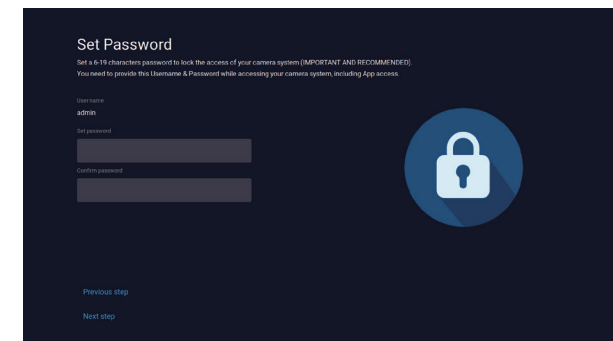 Set Password
Set a 6-19 characters password to lock the access of your camera system (IMPORTANT AND RECOMMENDED).
You need to provide this Username & Password while accessing your camera system, including App access.
User name
admin
Set password
Confirm password
Previous step
Next step